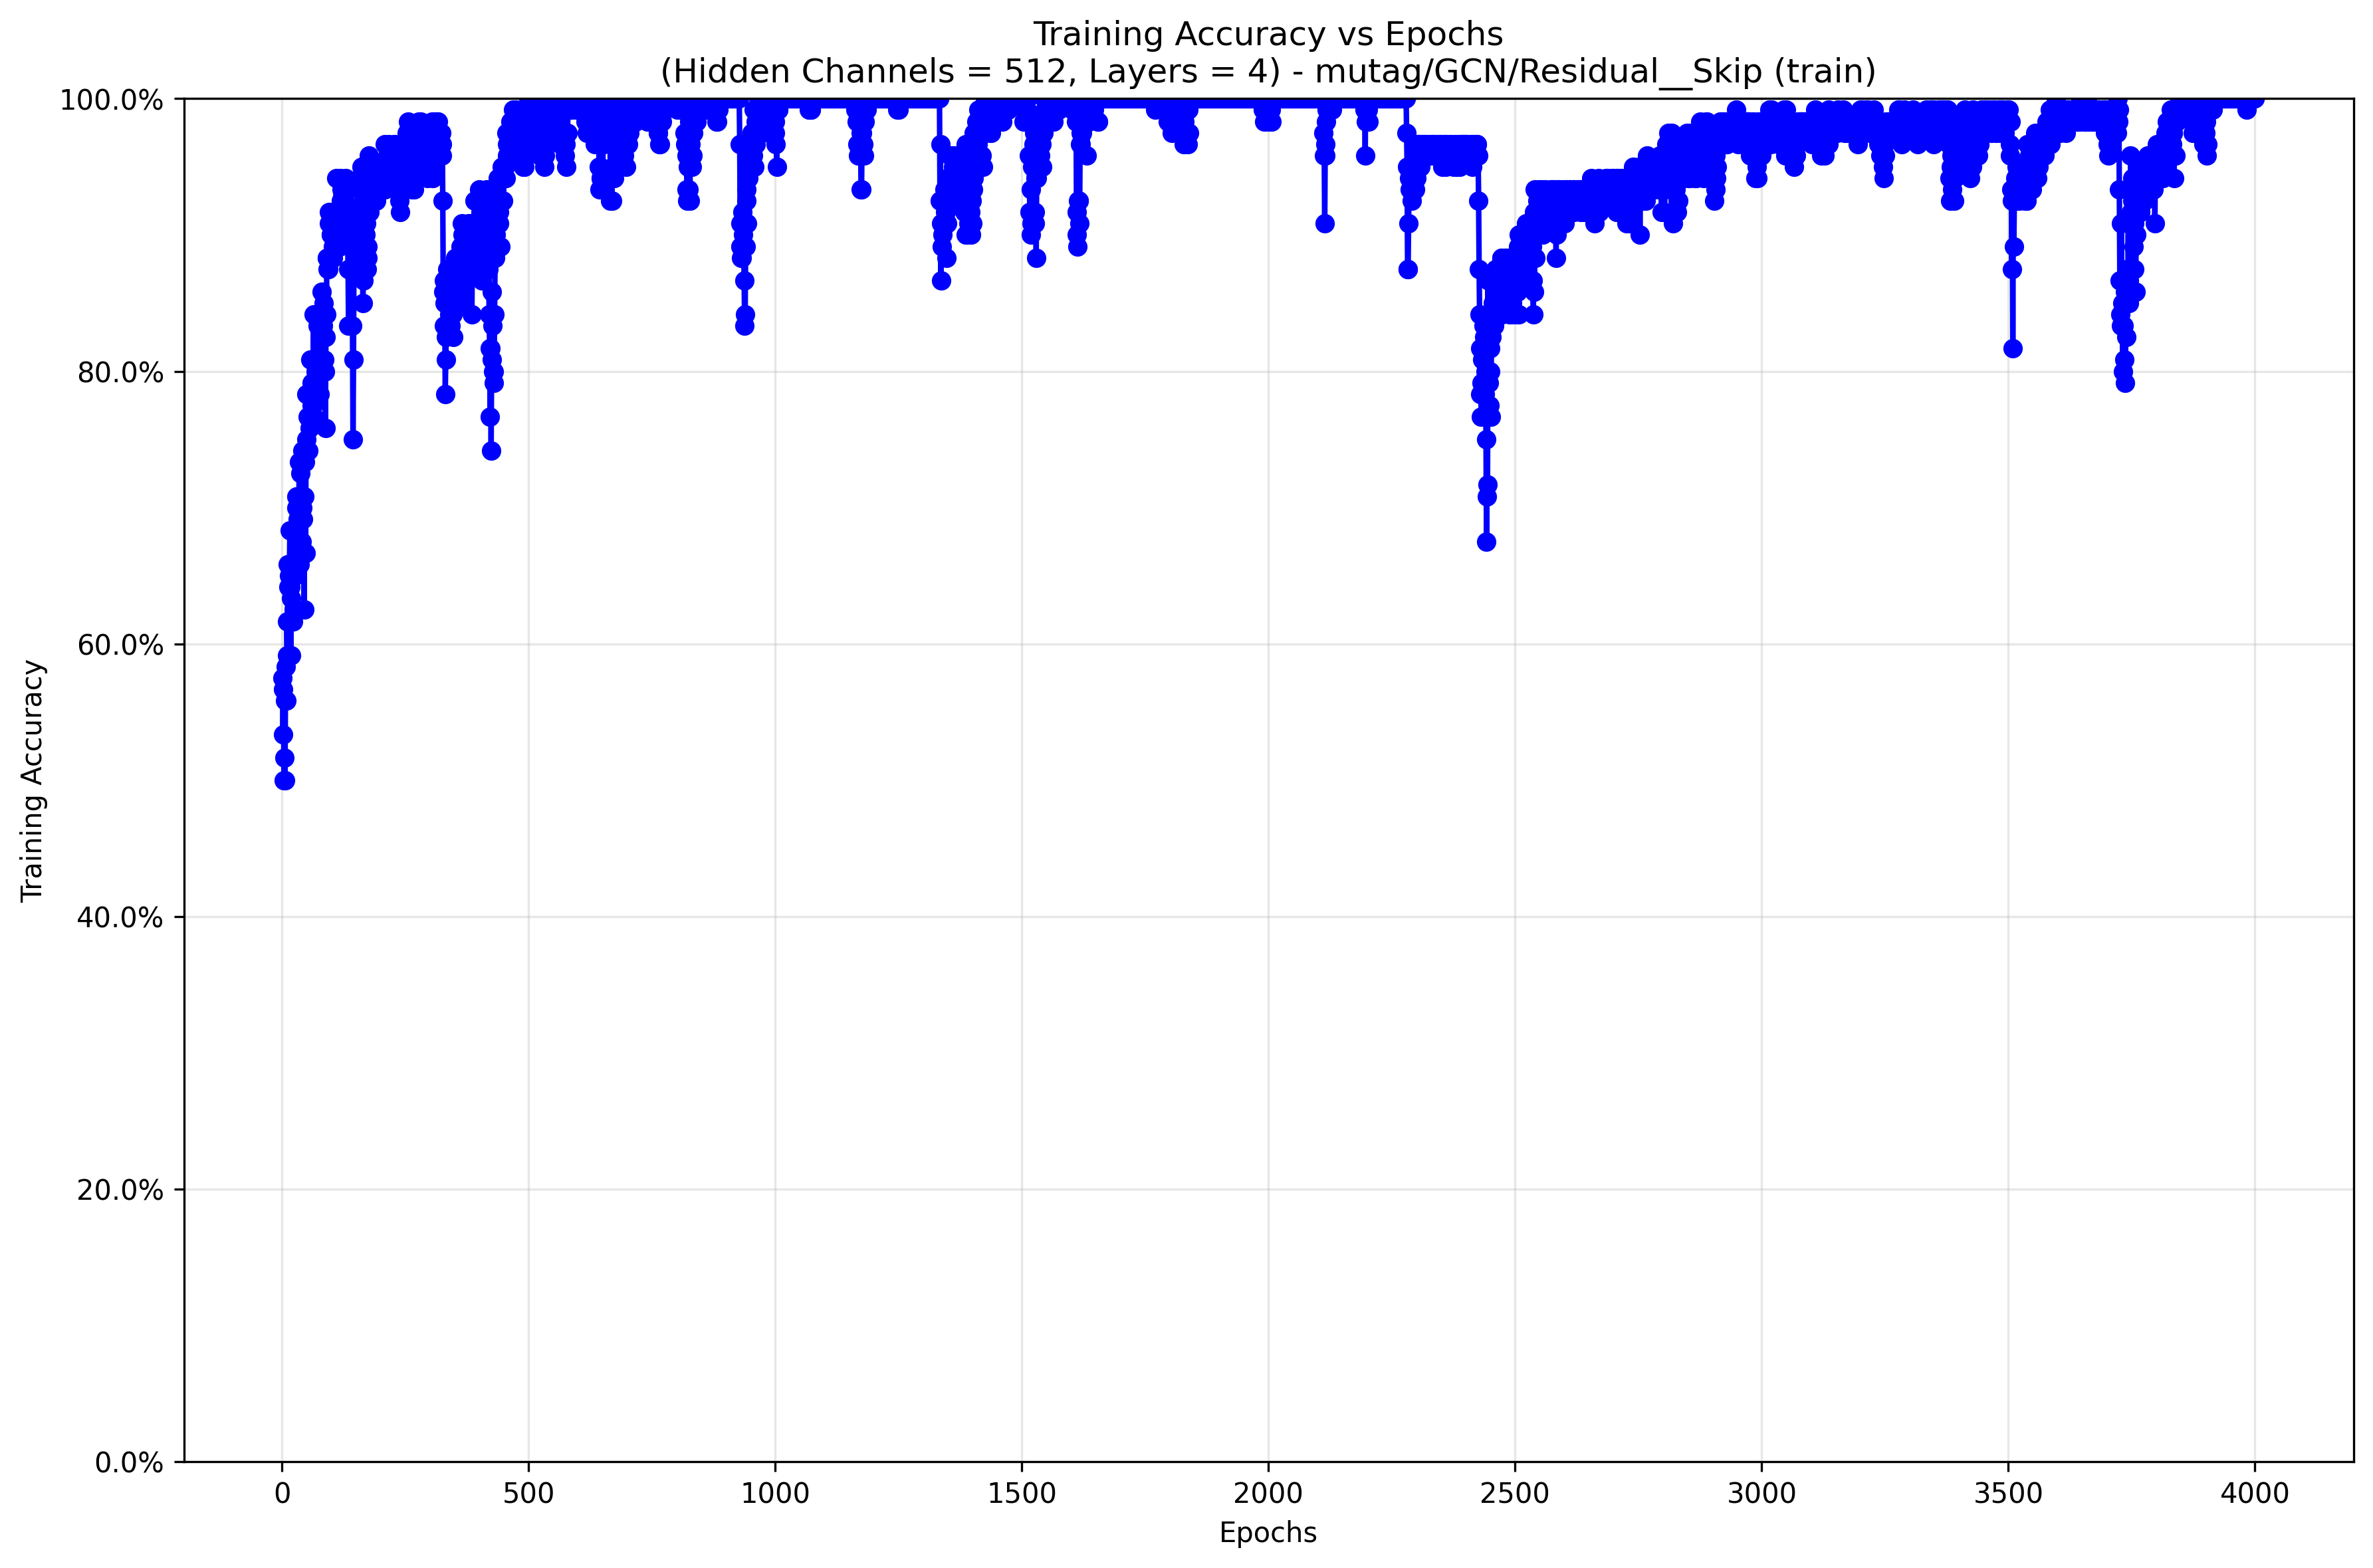 Training Accuracy vs Epochs
(Hidden Channels = 512, Layers = 4) - mutag/GCN/Residual__Skip (train)
100.0%
80.0%
60.0%
40.0%
20.0%
0.0%
Training Accuracy
0 500 1000 1500 2000 2500 3000 3500 4000
Epochs